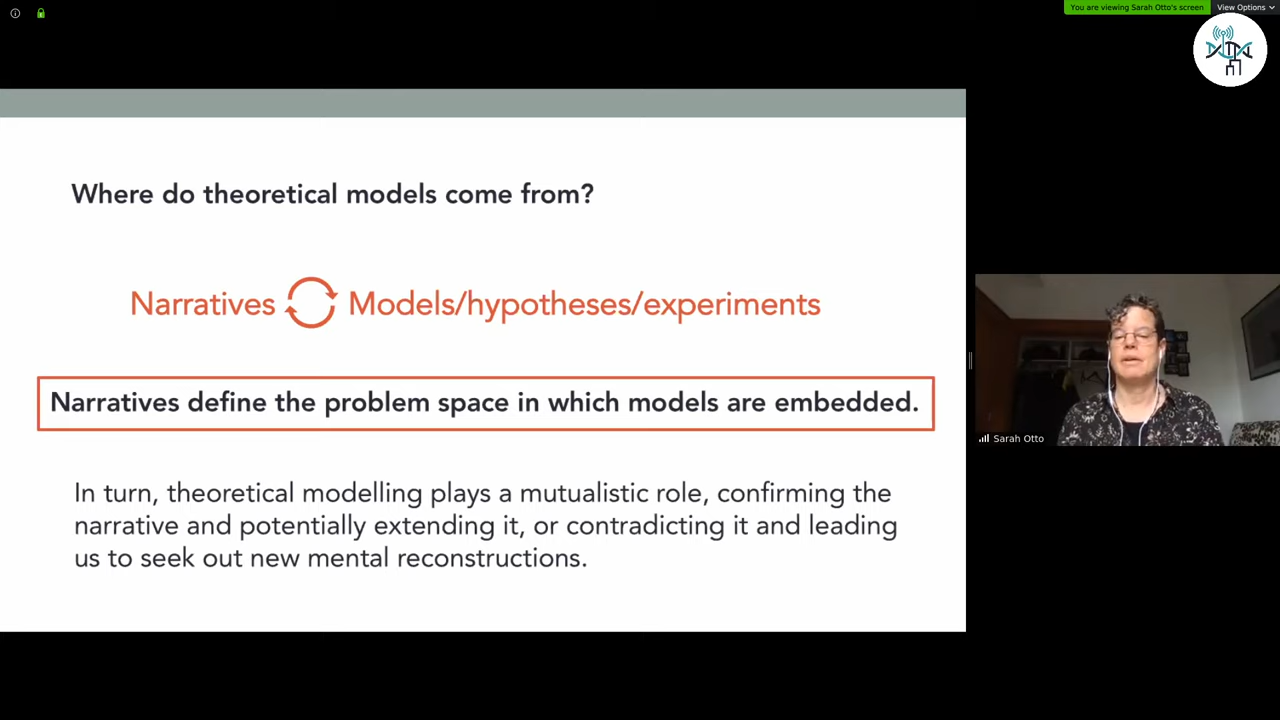 You are viewing Sarah Otto's screen
View Options
Where do theoretical models come from?
Narratives Models/hypotheses/experiments
Narratives define the problem space in which models are embedded.
In turn, theoretical modelling plays a mutualistic role, confirming the
narrative and potentially extending it, or contradicting it and leading
us to seek out new mental reconstructions.
Sarah Otto